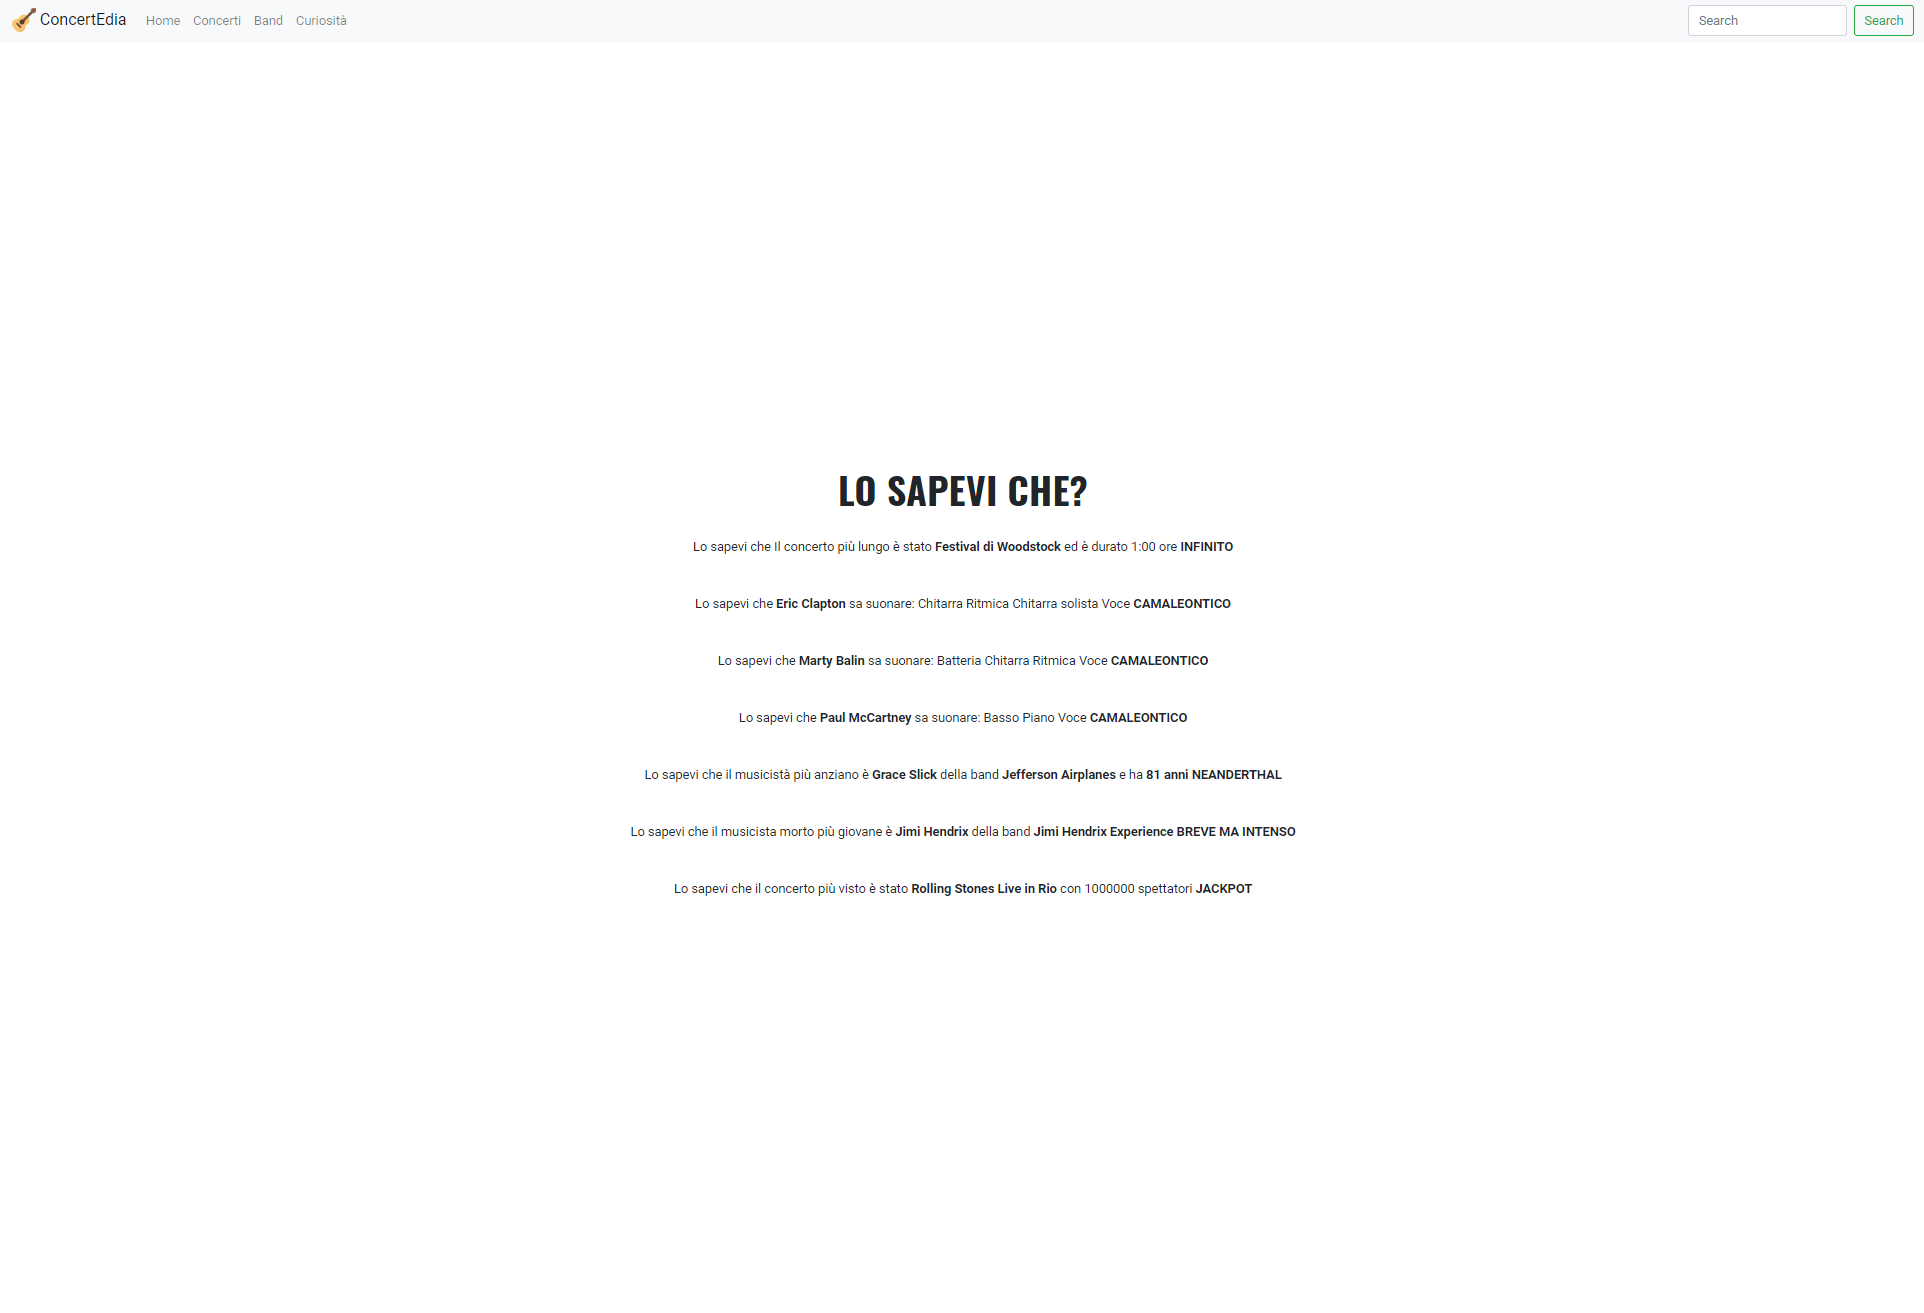 ConcertEdia Home Concerti Band Curiosità Search Search
LO SAPEVI CHE?
Lo sapevi che Il concerto più lungo è stato Festival di Woodstock ed è durato 1:00 ore INFINITO
Lo sapevi che Eric Clapton sa suonare: Chitarra Ritmica Chitarra solista Voce CAMALEONTICO
Lo sapevi che Marty Balin sa suonare: Batteria Chitarra Ritmica Voce CAMALEONTICO
Lo sapevi che Paul McCartney sa suonare: Basso Piano Voce CAMALEONTICO
Lo sapevi che il musicistà più anziano è Grace Slick della band Jefferson Airplanes e ha 81 anni NEANDERTHAL
Lo sapevi che il musicista morto più giovane è Jimi Hendrix della band Jimi Hendrix Experience BREVE MA INTENSO
Lo sapevi che il concerto più visto è stato Rolling Stones Live in Rio con 1000000 spettatori JACKPOT